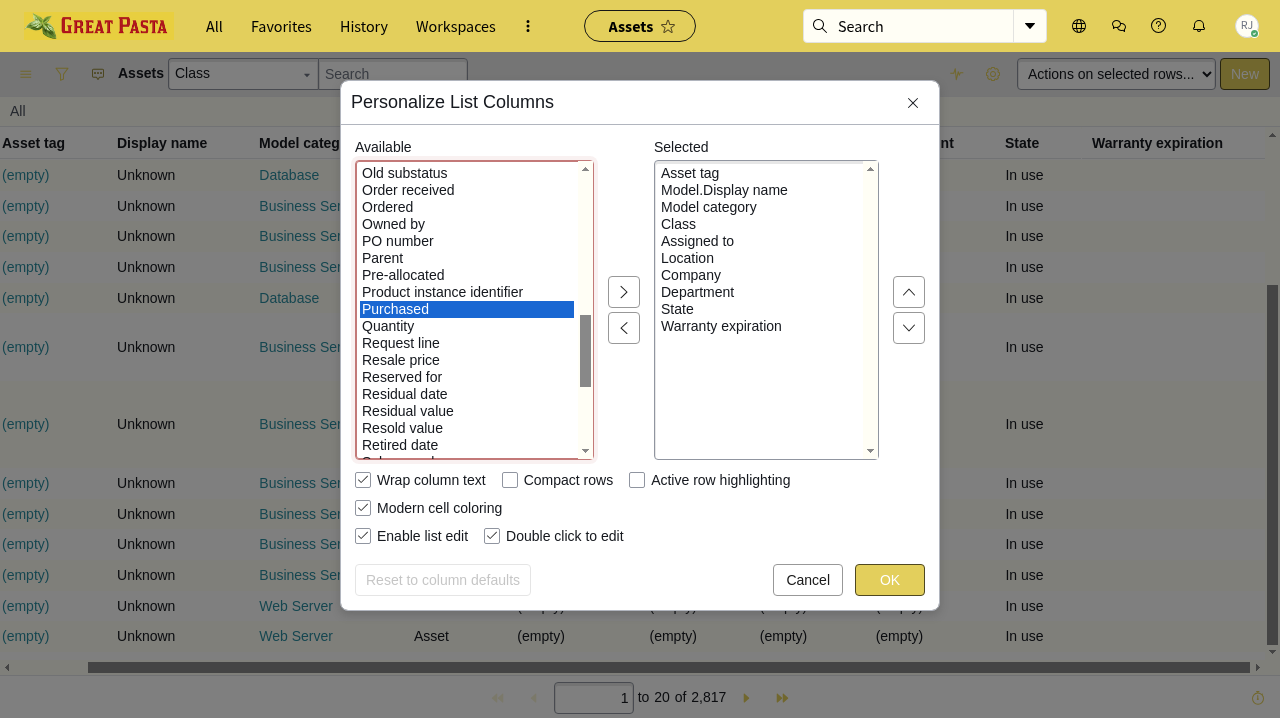 GREAT PASTA
All
Favorites
History
Workspaces
Assets
Search
RJ
Assets
Class
Search
Actions on selected rows...
New
All
Asset tag
Display name
Model categ
nt
State
Warranty expiration
(empty) Unknown Database In use
(empty) Unknown Business Ser In use
(empty) Unknown Business Ser In use
(empty) Unknown Database In use
(empty) Unknown Business Ser In use
(empty) Unknown Business Ser In use
(empty) Unknown Business Ser In use
(empty) Unknown Business Ser In use
(empty) Unknown Business Ser In use
(empty) Unknown Business Ser In use
(empty) Unknown Web Server (empty) (empty) (empty) (empty) In use
(empty) Unknown Web Server Asset (empty) (empty) (empty) (empty) In use
1 to 20 of 2,817
Personalize List Columns
Available
Old substatus
Order received
Ordered
Owned by
PO number
Parent
Pre-allocated
Product instance identifier
Purchased
Quantity
Request line
Resale price
Reserved for
Residual date
Residual value
Resold value
Retired date
Selected
Asset tag
Model.Display name
Model category
Class
Assigned to
Location
Company
Department
State
Warranty expiration
Wrap column text
Compact rows
Active row highlighting
Modern cell coloring
Enable list edit
Double click to edit
Reset to column defaults
Cancel
OK